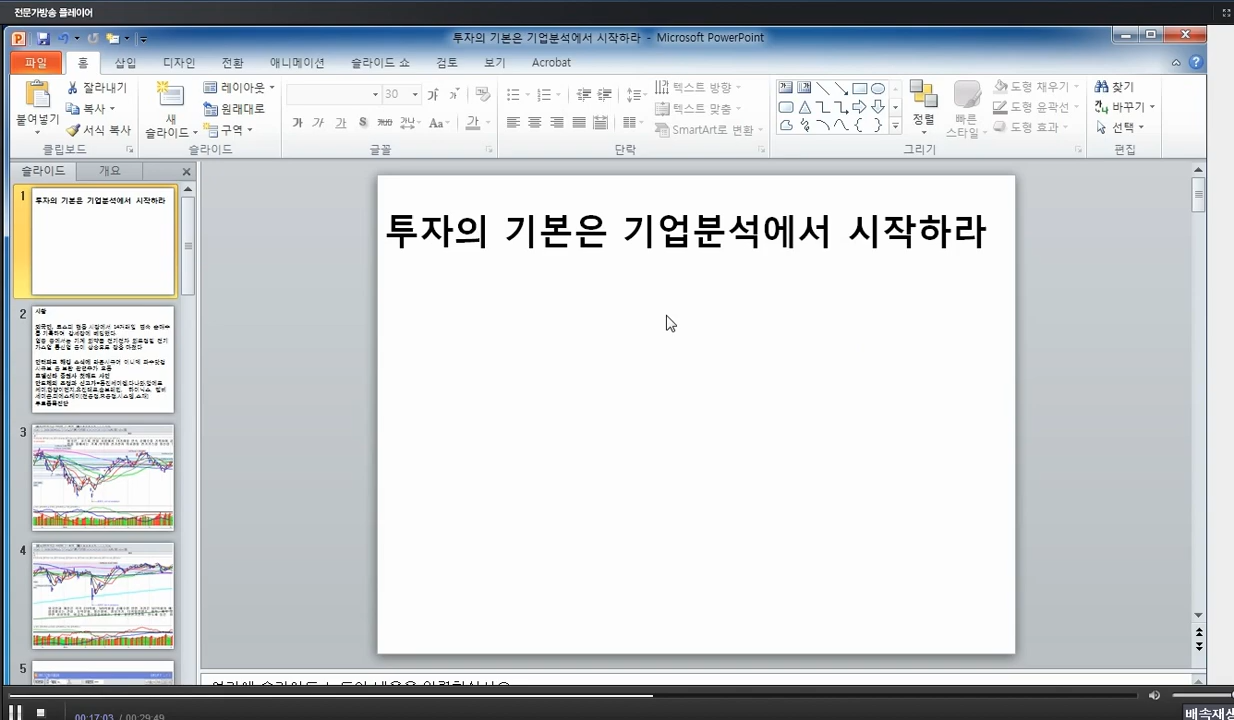 전문가방송 플레이어
투자의 기본은 기업분석에서 시작하라 - Microsoft PowerPoint
파일 홈 삽입 디자인 전환 애니메이션 슬라이드 쇼 검토 보기 Acrobat
붙여넣기
잘라내기
복사
서식 복사
클립보드
새 슬라이드
레이아웃
원래대로
구역
슬라이드
30
가 가 가 S 가나 Aa 가
글꼴
텍스트 방향
텍스트 맞춤
SmartArt로 변환
단락
정렬
빠른 스타일
도형 채우기
도형 윤곽선
도형 효과
그리기
찾기
바꾸기
선택
편집
슬라이드 개요
1
투자의 기본은 기업분석에서 시작하라
2
시황
3
4
5
투자의 기본은 기업분석에서 시작하라
00:17:03 / 00:29:49
배속재생